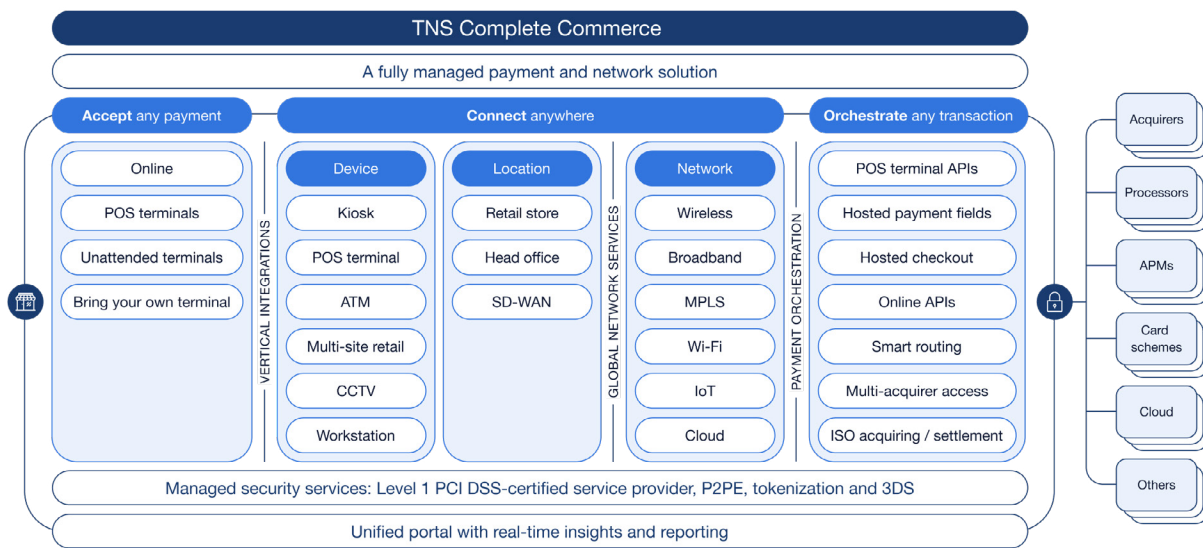 TNS Complete Commerce
A fully managed payment and network solution
Accept any payment
Connect anywhere
Orchestrate any transaction
Online
POS terminals
Unattended terminals
Bring your own terminal
VERTICAL INTEGRATIONS
Device
Kiosk
POS terminal
ATM
Multi-site retail
CCTV
Workstation
Location
Retail store
Head office
SD-WAN
GLOBAL NETWORK SERVICES
Network
Wireless
Broadband
MPLS
Wi-Fi
IoT
Cloud
PAYMENT ORCHESTRATION
POS terminal APIs
Hosted payment fields
Hosted checkout
Online APIs
Smart routing
Multi-acquirer access
ISO acquiring / settlement
Managed security services: Level 1 PCI DSS-certified service provider, P2PE, tokenization and 3DS
Unified portal with real-time insights and reporting
Acquirers
Processors
APMs
Card
schemes
Cloud
Others